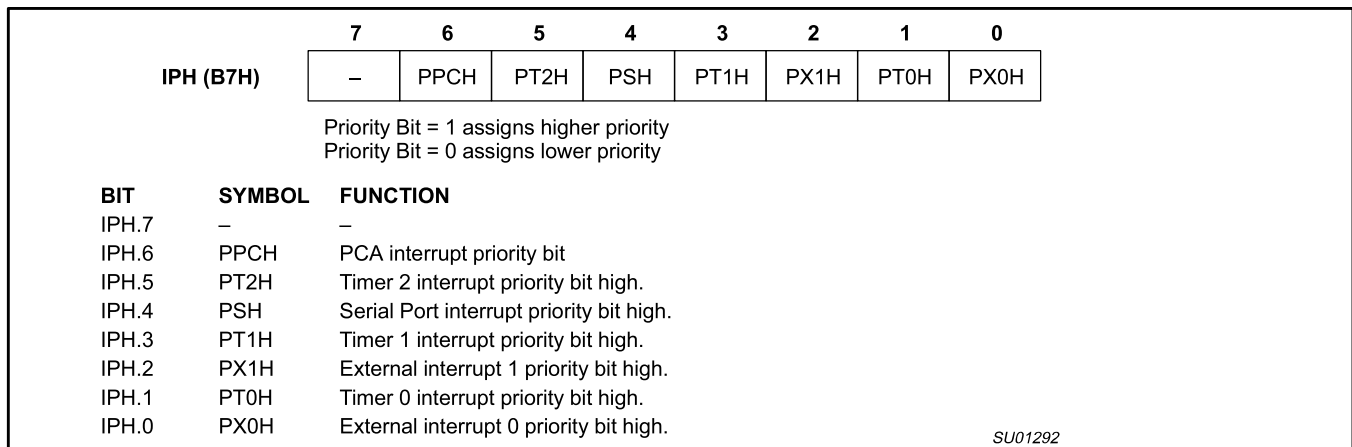 7 6 5 4 3 2 1 0
IPH (B7H) – PPCH PT2H PSH PT1H PX1H PT0H PX0H
Priority Bit = 1 assigns higher priority
Priority Bit = 0 assigns lower priority
BIT SYMBOL FUNCTION
IPH.7 – –
IPH.6 PPCH PCA interrupt priority bit
IPH.5 PT2H Timer 2 interrupt priority bit high.
IPH.4 PSH Serial Port interrupt priority bit high.
IPH.3 PT1H Timer 1 interrupt priority bit high.
IPH.2 PX1H External interrupt 1 priority bit high.
IPH.1 PT0H Timer 0 interrupt priority bit high.
IPH.0 PX0H External interrupt 0 priority bit high.
SU01292